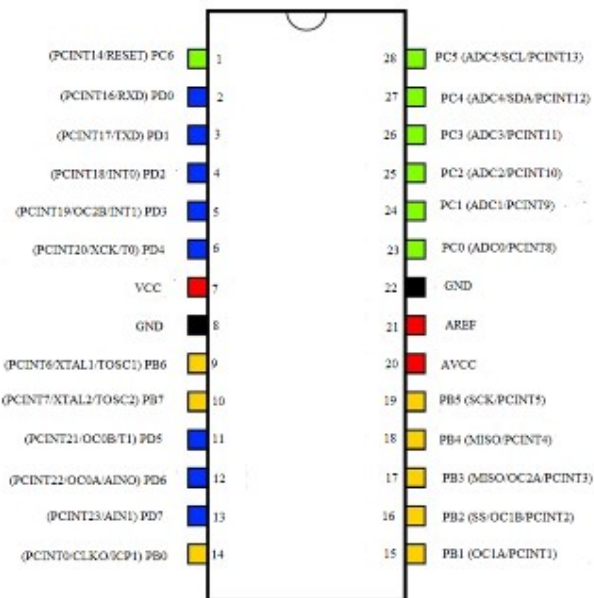 (PCINT14/RESET) PC6 1
(PCINT16/RXD) PD0 2
(PCINT17/TXD) PD1 3
(PCINT18/INT0) PD2 4
(PCINT19/OC2B/INT1) PD3 5
(PCINT20/XCK/T0) PD4 6
VCC 7
GND 8
(PCINT6/XTAL1/TOSC1) PB6 9
(PCINT7/XTAL2/TOSC2) PB7 10
(PCINT21/OC0B/T1) PD5 11
(PCINT22/OC0A/AIN0) PD6 12
(PCINT23/AIN1) PD7 13
(PCINT0/CLKO/ICP1) PB0 14
28 PC5 (ADC5/SCL/PCINT13)
27 PC4 (ADC4/SDA/PCINT12)
26 PC3 (ADC3/PCINT11)
25 PC2 (ADC2/PCINT10)
24 PC1 (ADC1/PCINT9)
23 PC0 (ADC0/PCINT8)
22 GND
21 AREF
20 AVCC
19 PB5 (SCK/PCINT5)
18 PB4 (MISO/PCINT4)
17 PB3 (MISO/OC2A/PCINT3)
16 PB2 (SS/OC1B/PCINT2)
15 PB1 (OC1A/PCINT1)